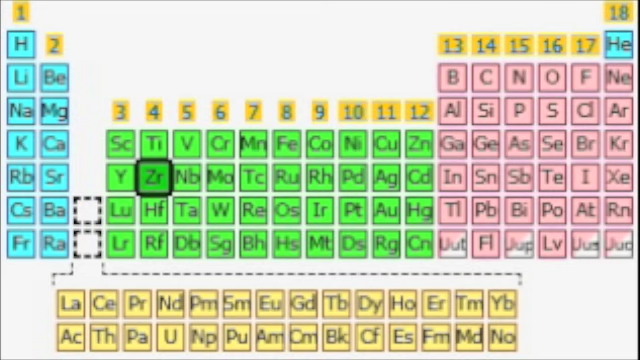 1 18
H 2 13 14 15 16 17 He
Li Be B C N O F Ne
Na Mg 3 4 5 6 7 8 9 10 11 12 Al Si P S Cl Ar
K Ca Sc Ti V Cr Mn Fe Co Ni Cu Zn Ga Ge As Se Br Kr
Rb Sr Y Zr Nb Mo Tc Ru Rh Pd Ag Cd In Sn Sb Te I Xe
Cs Ba Lu Hf Ta W Re Os Ir Pt Au Hg Tl Pb Bi Po At Rn
Fr Ra Lr Rf Db Sg Bh Hs Mt Ds Rg Cn Uut Fl Uup Lv Uus Uuo
La Ce Pr Nd Pm Sm Eu Gd Tb Dy Ho Er Tm Yb
Ac Th Pa U Np Pu Am Cm Bk Cf Es Fm Md No